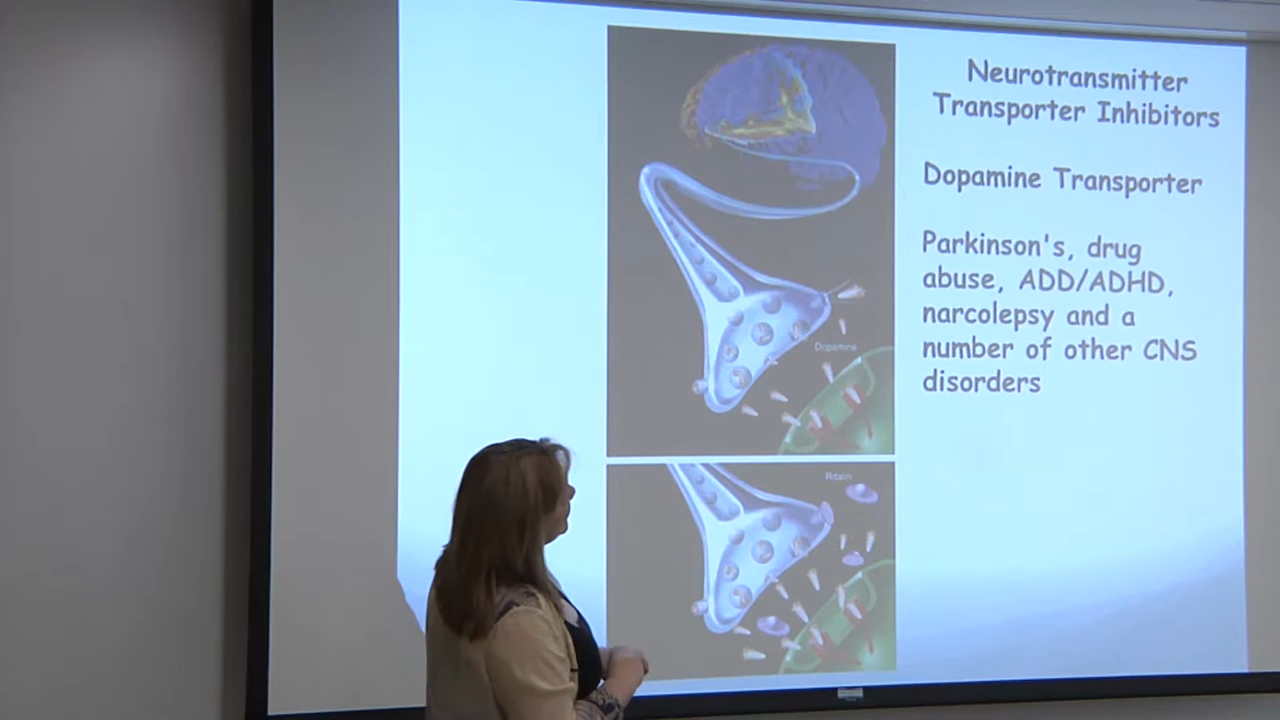 Neurotransmitter
Transporter Inhibitors
Dopamine Transporter
Parkinson's, drug
abuse, ADD/ADHD,
narcolepsy and a
number of other CNS
disorders
Dopamine
Ritalin